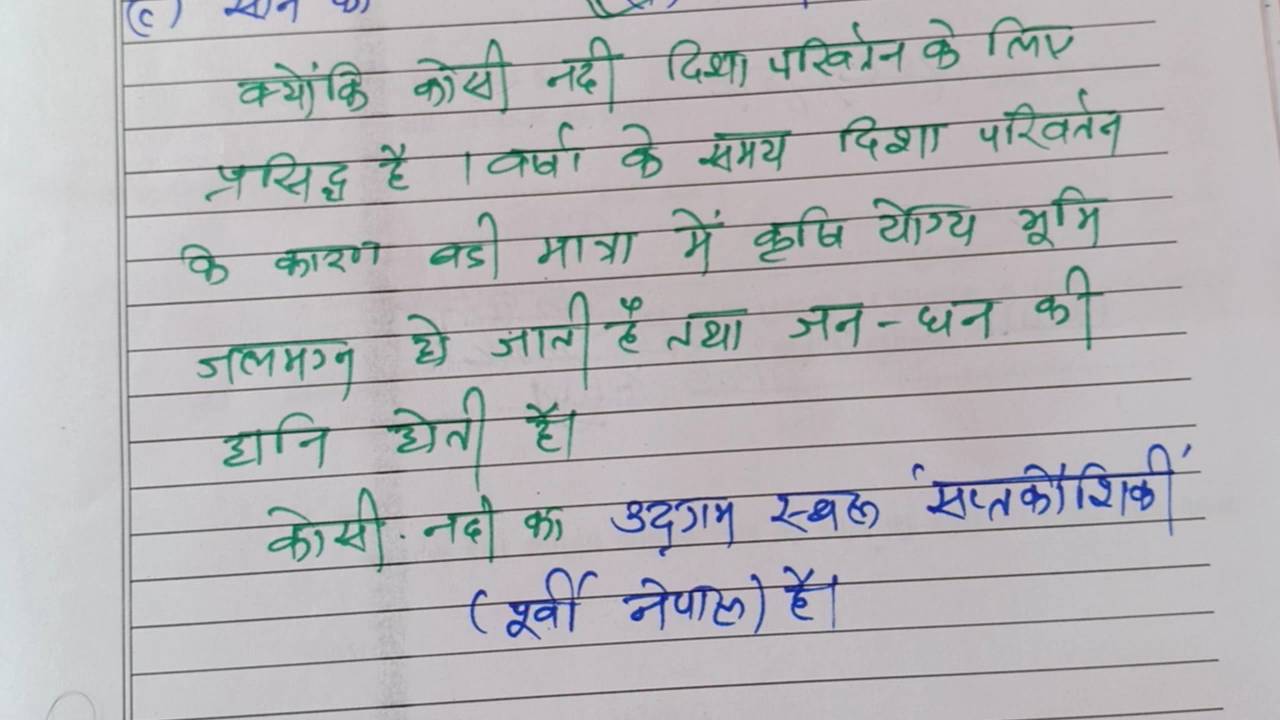 (c)
क्योंकि कोसी नदी दिशा परिवर्तन के लिए
प्रसिद्ध है । वर्षा के समय दिशा परिवर्तन
के कारण बडी मात्रा में कृषि योग्य भूमि
जलमग्न हो जाती है तथा जन-धन की
हानि होती है।
कोसी नदी का उद्गम स्थल 'सप्तकौशिकी'
(पूर्वी नेपाल) है।